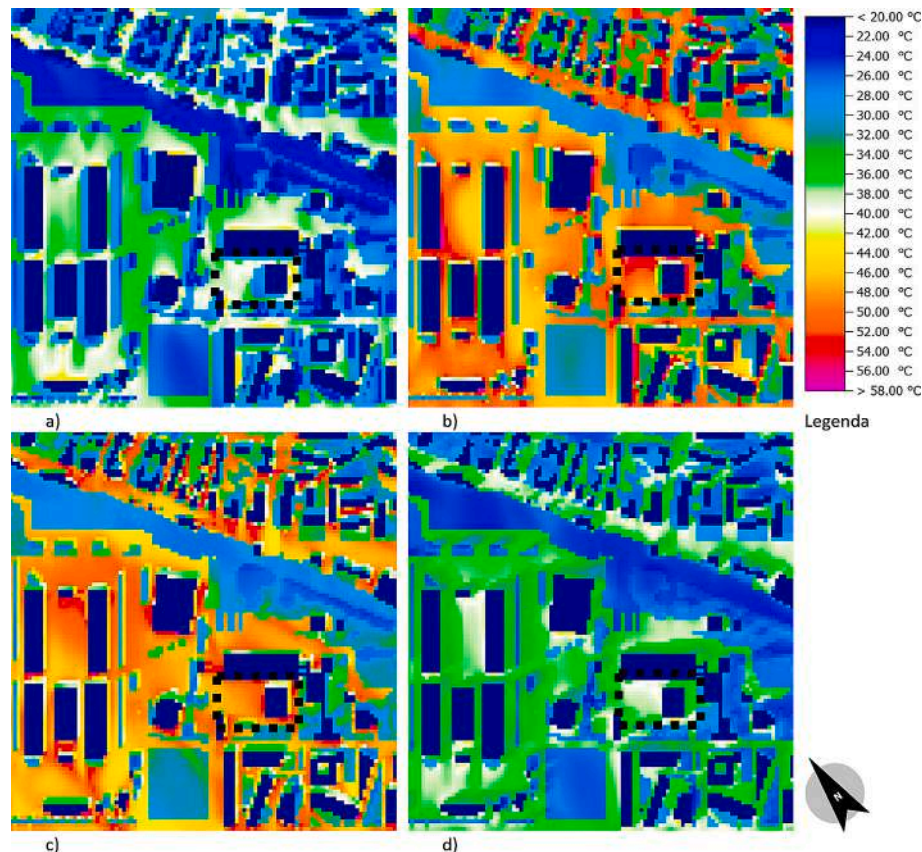 < 20.00 °C
22.00 °C
24.00 °C
26.00 °C
28.00 °C
30.00 °C
32.00 °C
34.00 °C
36.00 °C
38.00 °C
40.00 °C
42.00 °C
44.00 °C
46.00 °C
48.00 °C
50.00 °C
52.00 °C
54.00 °C
56.00 °C
> 58.00 °C
a)
b)
Legenda
c)
d)
N